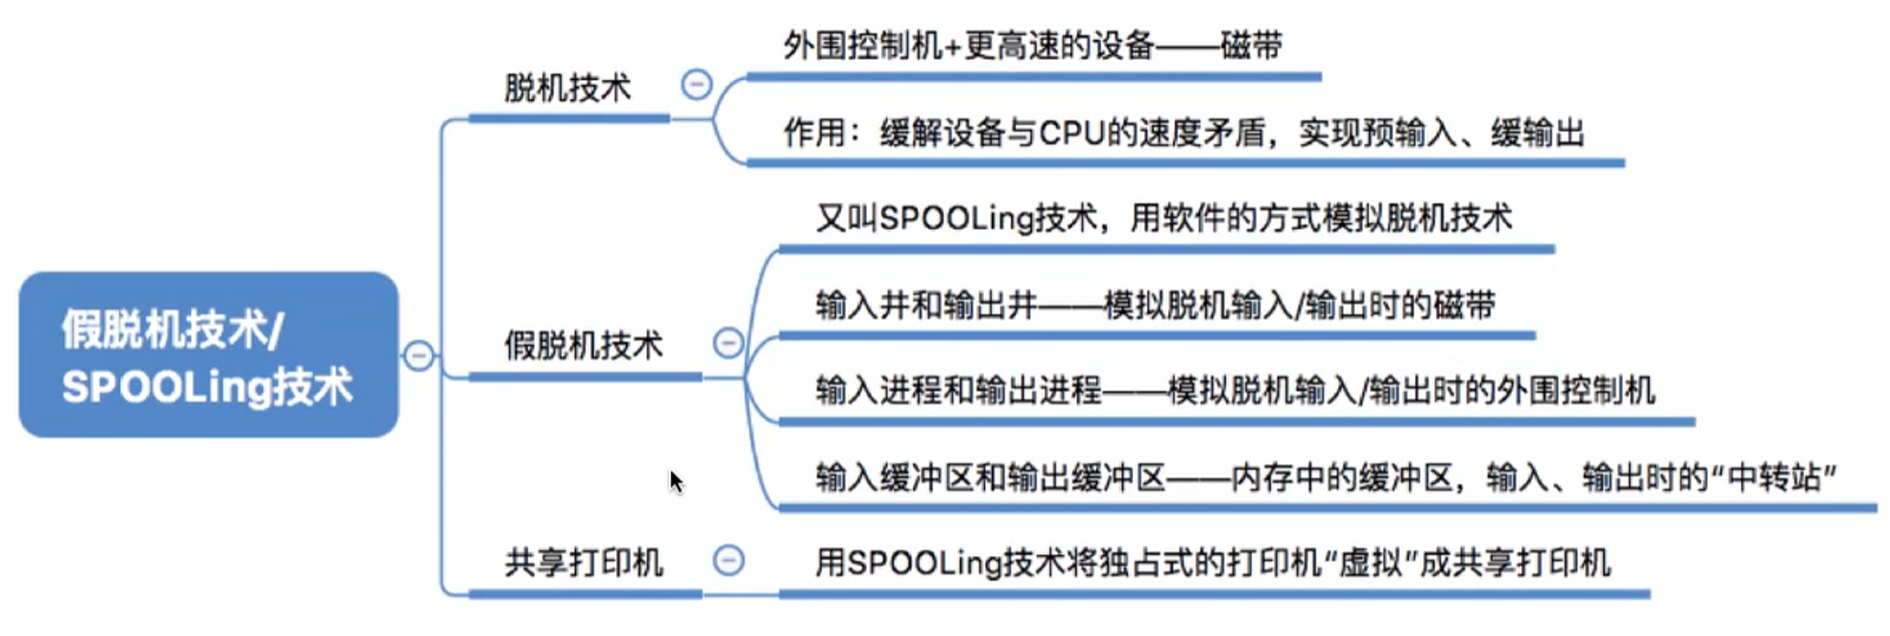 假脱机技术/
SPOOLing技术
脱机技术
外围控制机+更高速的设备——磁带
作用：缓解设备与CPU的速度矛盾，实现预输入、缓输出
假脱机技术
又叫SPOOLing技术，用软件的方式模拟脱机技术
输入井和输出井——模拟脱机输入/输出时的磁带
输入进程和输出进程——模拟脱机输入/输出时的外围控制机
输入缓冲区和输出缓冲区——内存中的缓冲区，输入、输出时的“中转站”
共享打印机
用SPOOLing技术将独占式的打印机“虚拟”成共享打印机